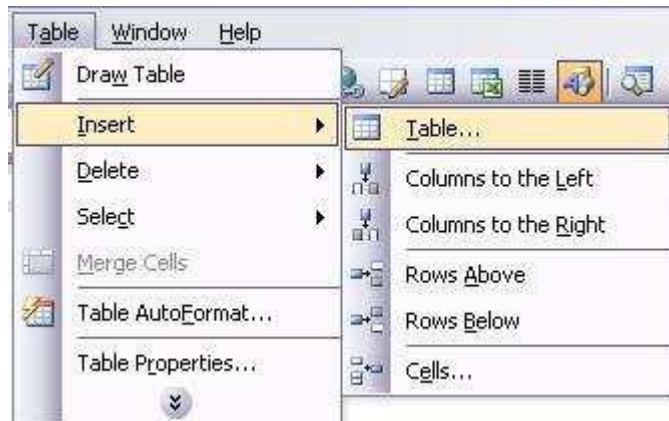 Table Window Help
Draw Table
Insert
Delete
Select
Merge Cells
Table AutoFormat...
Table Properties...
Table...
Columns to the Left
Columns to the Right
Rows Above
Rows Below
Cells...